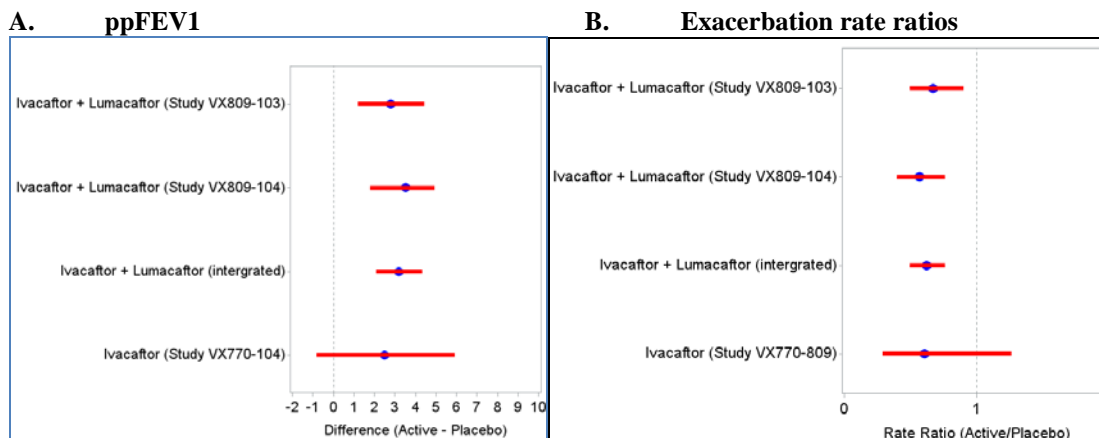 A. ppFEV1
Ivacaftor + Lumacaftor (Study VX809-103)
Ivacaftor + Lumacaftor (Study VX809-104)
Ivacaftor + Lumacaftor (intergrated)
Ivacaftor (Study VX770-104)
-2 -1 0 1 2 3 4 5 6 7 8 9 10
Difference (Active - Placebo)
B. Exacerbation rate ratios
Ivacaftor + Lumacaftor (Study VX809-103)
Ivacaftor + Lumacaftor (Study VX809-104)
Ivacaftor + Lumacaftor (intergrated)
Ivacaftor (Study VX770-809)
0 1
Rate Ratio (Active/Placebo)